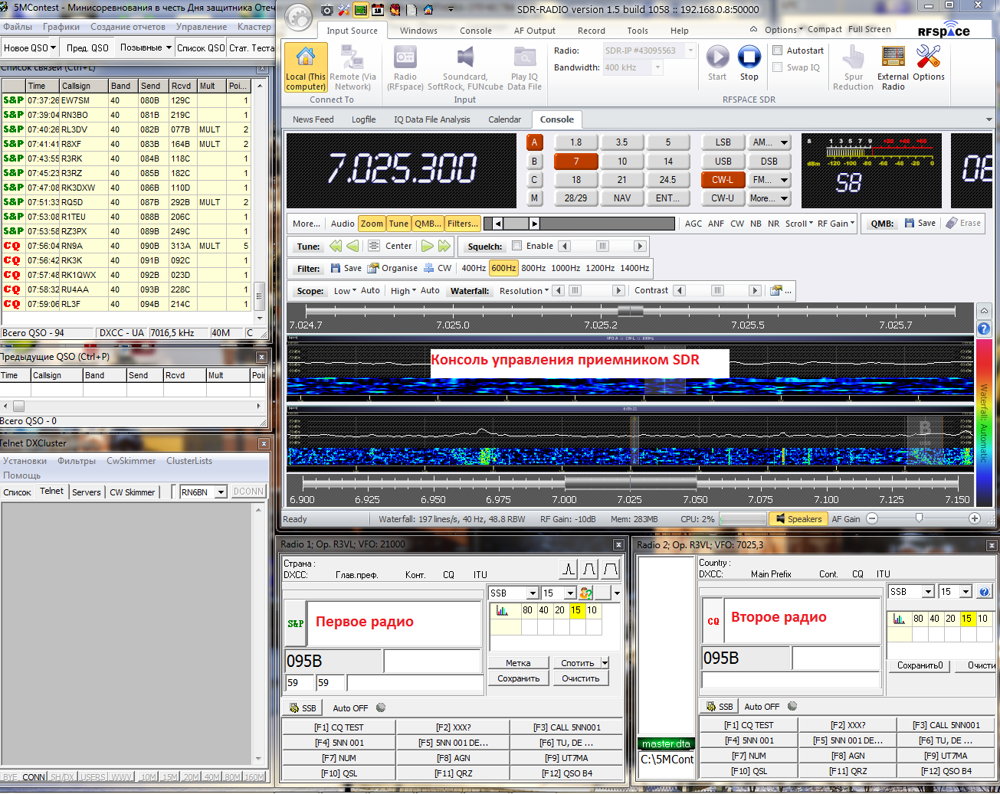 5MContest - Минисоревнования в честь Дня защитника Отеч
Файлы Графики Создание отчетов Управление Кластер
Новое QSO Пред. QSO Позывные Список QSO Стат. Теста
Список связей (Ctrl+L)
Time Callsign Band Send Rcvd Mult Poi...
S&P 07:37:26 EW7SM 40 080B 129C 1
S&P 07:39:04 RN3BO 40 081B 219C 1
S&P 07:40:26 RL3DV 40 082B 077B MULT 2
S&P 07:41:41 R8XF 40 083B 164B MULT 2
S&P 07:43:55 R3RK 40 084B 118C 1
S&P 07:45:23 R3RZ 40 085B 182C 1
S&P 07:47:08 RK3DXW 40 086B 110D 1
S&P 07:51:33 RQ5D 40 087B 292B MULT 2
S&P 07:53:08 R1TEU 40 088B 206C 1
S&P 07:53:58 RZ3PX 40 089B 249C 1
CQ 07:56:04 RN9A 40 090B 313A MULT 5
CQ 07:56:42 RK3K 40 091B 092C 1
CQ 07:57:48 RK1QWX 40 092B 023D 1
CQ 07:58:32 RU4AA 40 093B 228C 1
CQ 07:59:06 RL3F 40 094B 214C 1
Всего QSO - 94 DXCC - UA 7016,5 kHz 40M C
Предыдущие QSO (Ctrl+P)
Time Callsign Band Send Rcvd Mult Poi
Всего QSO - 0
Telnet DXCluster
Установки Фильтры CwSkimmer ClusterLists
Помощь
Список Telnet Servers CW Skimmer RN6BN DCONN
BYE CONN SH/DX USERS WWV 10M 15M 20M 40M 80M 160M
SDR-RADIO version 1.5 build 1058 :: 192.168.0.8:50000
Input Source Windows Console AF Output Record Tools Help Options Compact Full Screen
RFSPACE
Local (This computer) Remote (Via Network)
Connect To
Radio (RFspace) Soundcard, SoftRock, FUNcube Play IQ Data File
Input
Radio: SDR-IP #43095563
Bandwidth: 400 kHz
Start Stop
Autostart
Swap IQ
Spur Reduction External Radio Options
RFSPACE SDR
News Feed Logfile IQ Data File Analysis Calendar Console
7.025.300
A 1.8 3.5 5 LSB AM...
B 7 10 14 USB DSB
C 18 21 24.5 CW-L FM...
M 28/29 NAV ENT... CW-U More...
S 1 3 5 7 9 +20 +40 +60
dBm -120 -100 -80 -60 -40 -20 0
S8
More... Audio Zoom Tune QMB... Filters... AGC ANF CW NB NR Scroll RF Gain QMB: Save Erase
Tune: Center Squelch: Enable
Filter: Save Organise CW 400Hz 600Hz 800Hz 1000Hz 1200Hz 1400Hz
Scope: Low Auto High Auto Waterfall: Resolution Contrast ...
7.024.7 7.025.0 7.025.2 7.025.5 7.025.7
VFO-A :: CW-L :: 600Hz
Консоль управления приемником SDR
B
USB
Waterfall: Automatic
6.900 6.925 6.950 6.975 7.000 7.025 7.050 7.075 7.100 7.125 7.150
Ready Waterfall: 197 lines/s, 40 Hz, 48.8 RBW RF Gain: -10dB Mem: 283MB CPU: 2% Speakers AF Gain
Radio 1; Op. R3VL; VFO: 21000
Страна :
DXCC: Глав.преф. Конт. CQ ITU
SSB 15
80 40 20 15 10
S&P Первое радио
095B
59 59
Метка Спотить
Сохранить Очистить
SSB Auto OFF
[F1] CQ TEST [F2] XXX? [F3] CALL 5NN001
[F4] 5NN 001 [F5] 5NN 001 DE... [F6] TU, DE ...
[F7] NUM [F8] AGN [F9] UT7MA
[F10] QSL [F11] QRZ [F12] QSO B4
Radio 2; Op. R3VL; VFO: 7025,3
Country :
DXCC: Main Prefix Cont. CQ ITU
SSB 15
80 40 20 15 10
CQ Второе радио
095B
Сохранить0 Очисти
SSB Auto OFF
master.dta
C:\5MCont
[F1] CQ TEST [F2] XXX? [F3] CALL 5NN001
[F4] 5NN 001 [F5] 5NN 001 DE... [F6] TU, DE ...
[F7] NUM [F8] AGN [F9] UT7MA
[F10] QSL [F11] QRZ [F12] QSO B4